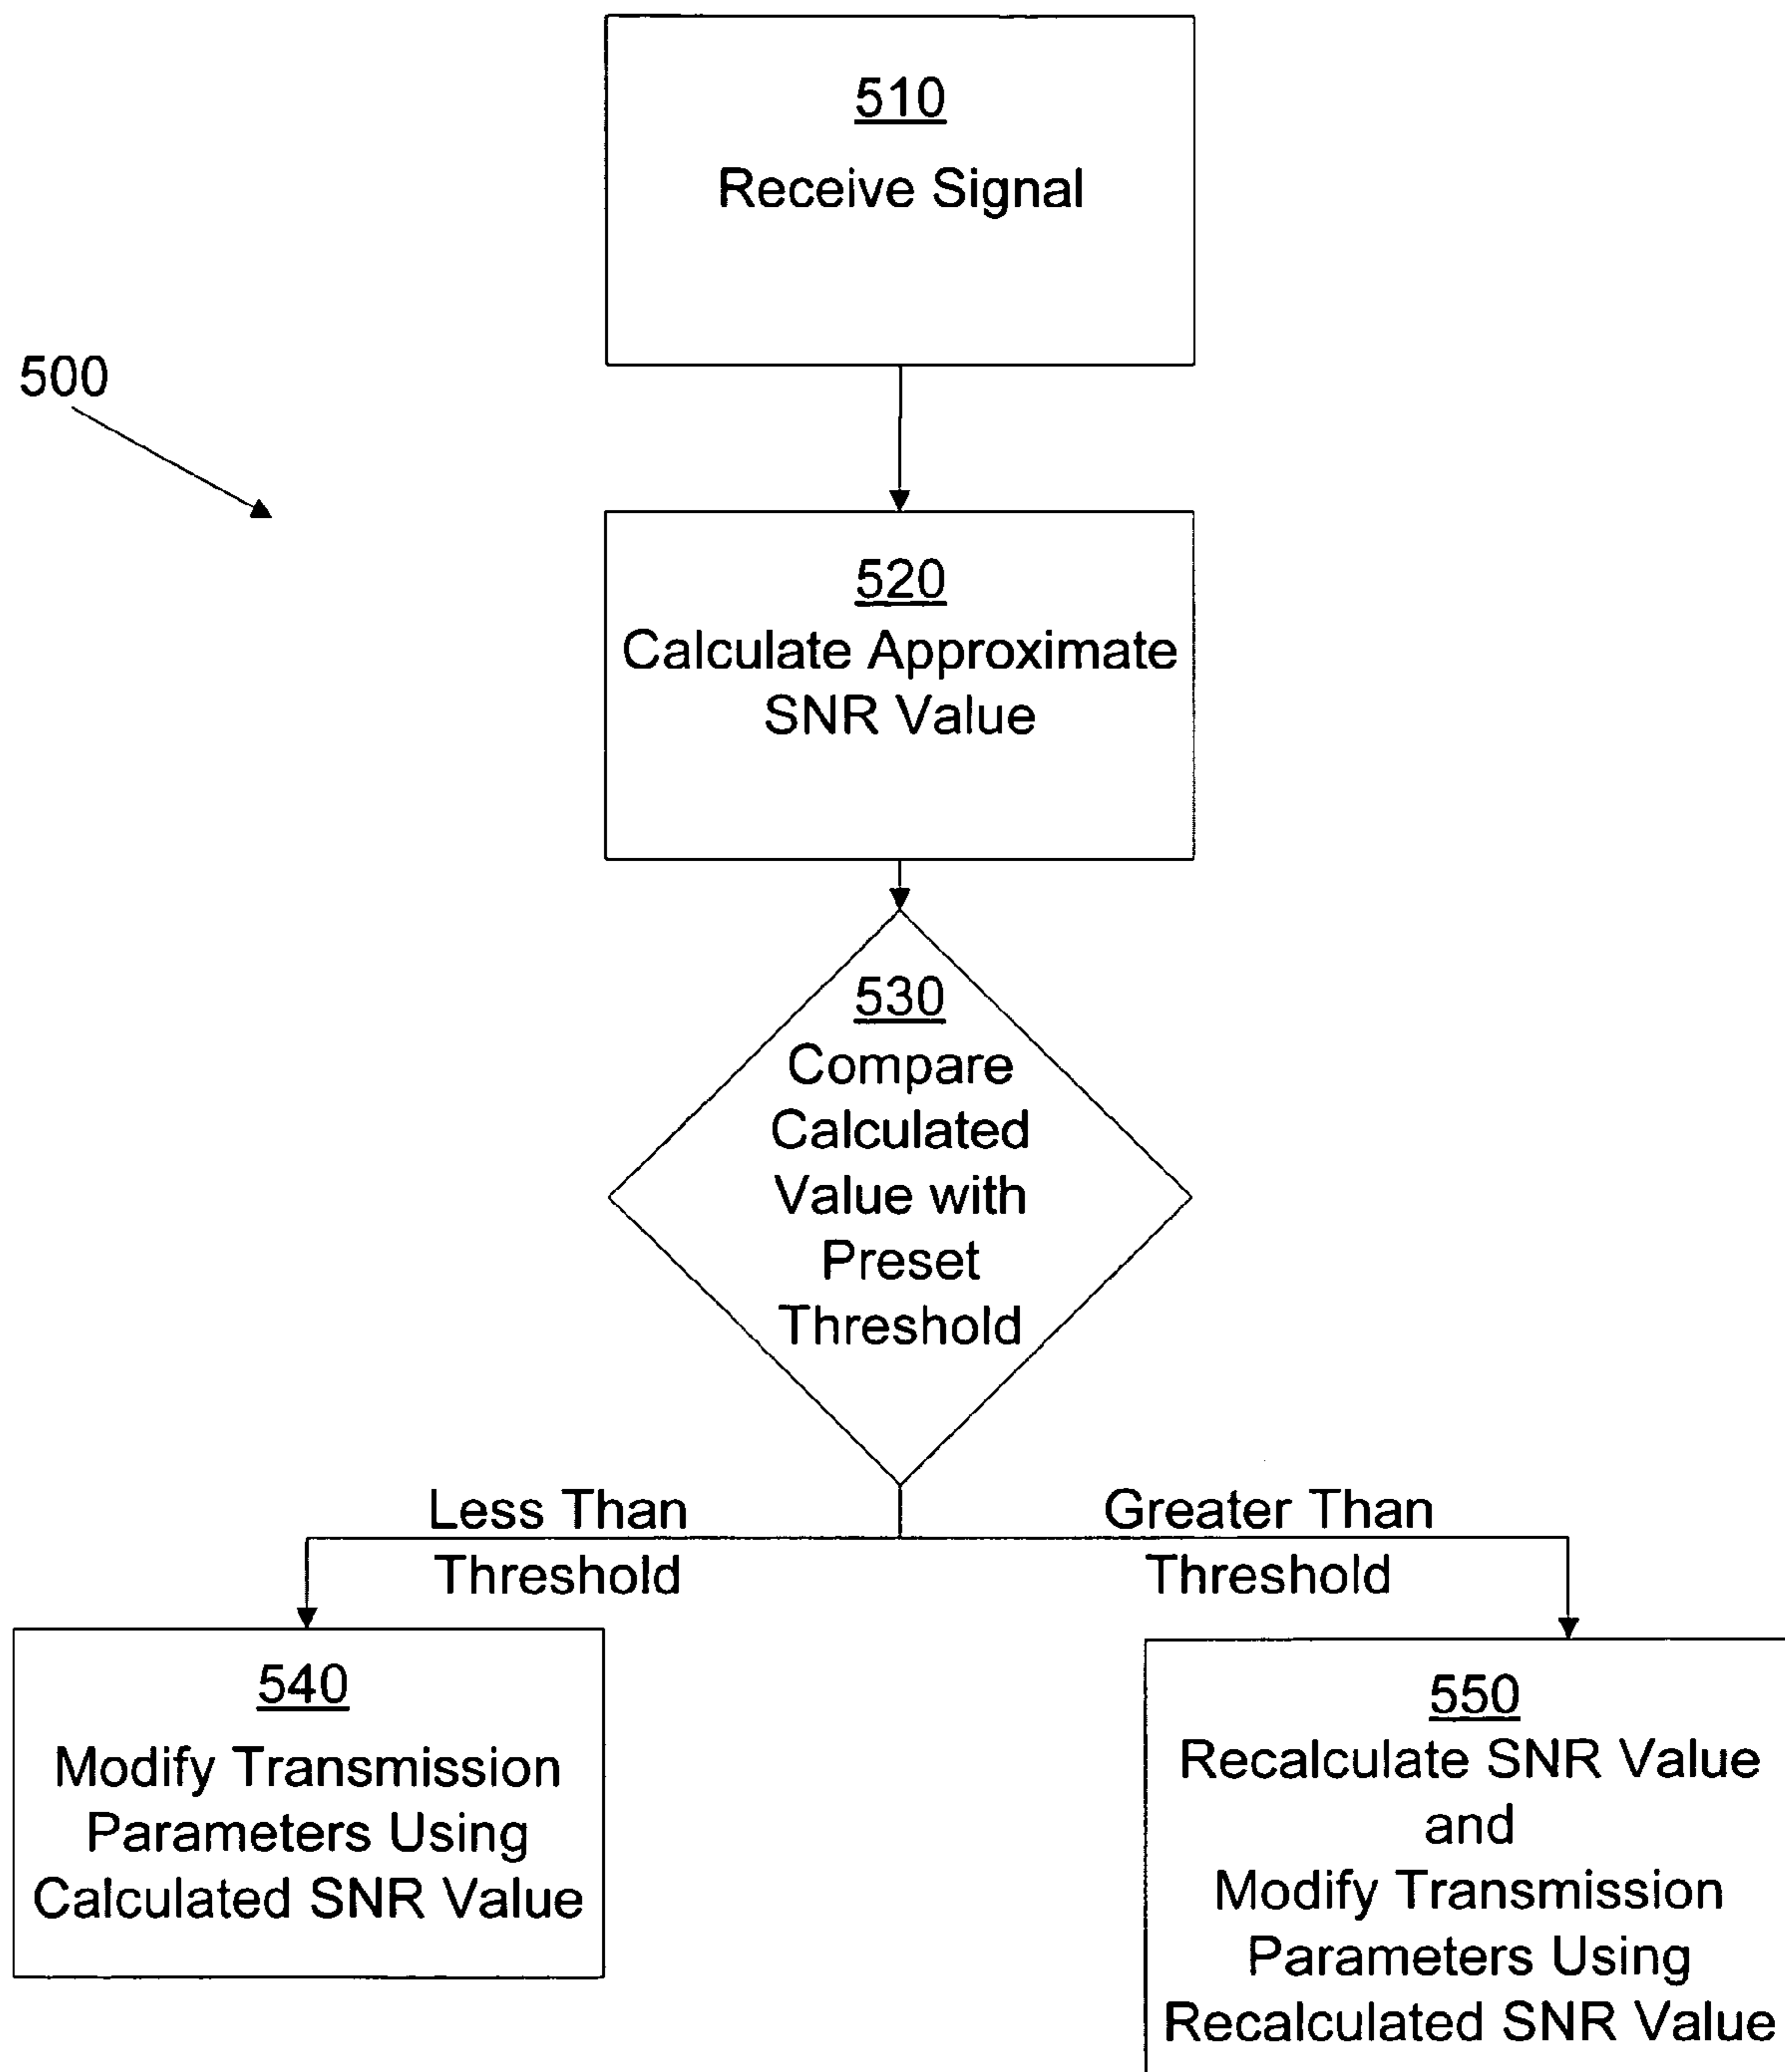 510
Receive Signal
500
520
Calculate Approximate
SNR Value
530
Compare
Calculated
Value with
Preset
Threshold
Less Than
Threshold
Greater Than
Threshold
540
Modify Transmission
Parameters Using
Calculated SNR Value
550
Recalculate SNR Value
and
Modify Transmission
Parameters Using
Recalculated SNR Value